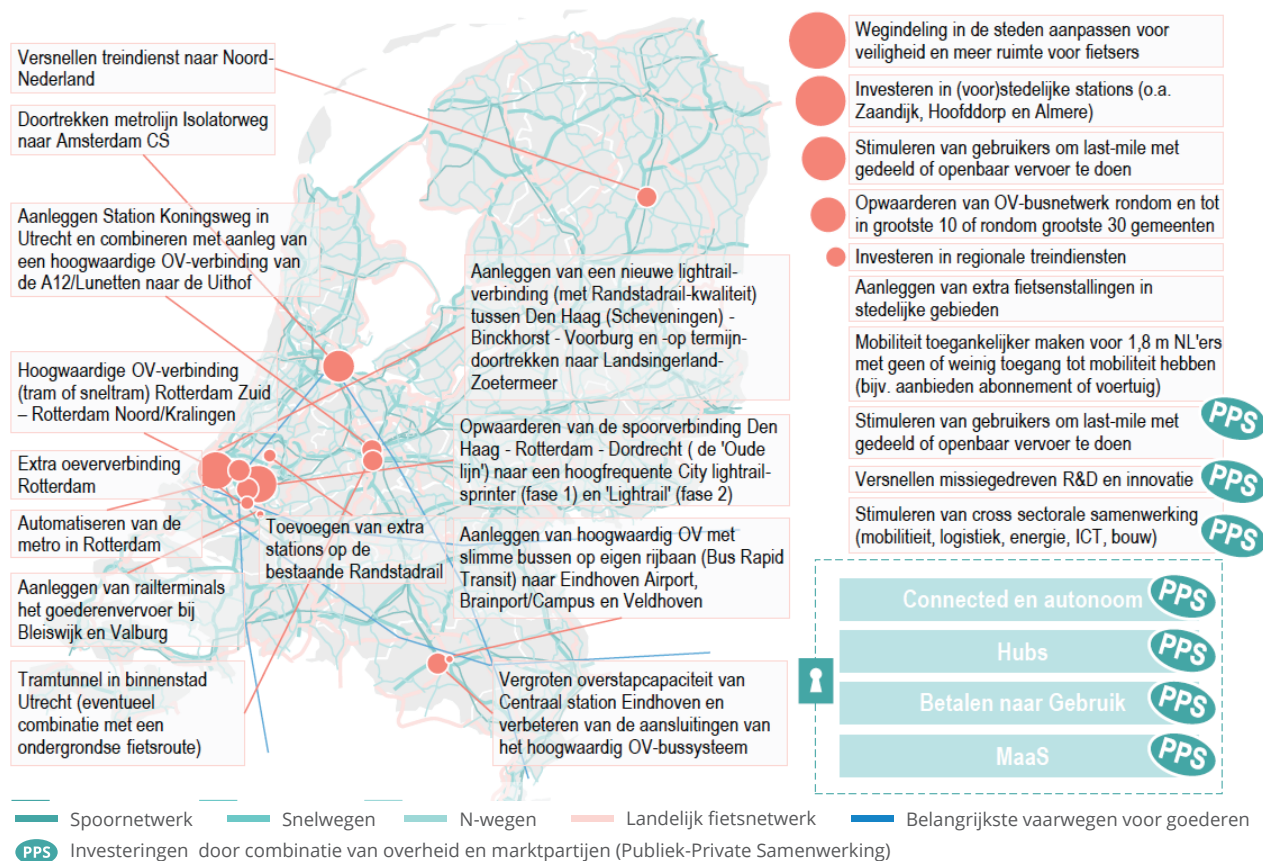 Versnellen treindienst naar Noord-
Nederland
Doortrekken metrolijn Isolatorweg
naar Amsterdam CS
Aanleggen Station Koningsweg in
Utrecht en combineren met aanleg van
een hoogwaardige OV-verbinding van
de A12/Lunetten naar de Uithof
Hoogwaardige OV-verbinding
(tram of sneltram) Rotterdam Zuid
– Rotterdam Noord/Kralingen
Extra oeververbinding
Rotterdam
Automatiseren van de
metro in Rotterdam
Aanleggen van railterminals
het goederenvervoer bij
Bleiswijk en Valburg
Tramtunnel in binnenstad
Utrecht (eventueel
combinatie met een
ondergrondse fietsroute)
Toevoegen van extra
stations op de
bestaande Randstadrail
Aanleggen van een nieuwe lightrail-
verbinding (met Randstadrail-kwaliteit)
tussen Den Haag (Scheveningen) -
Binckhorst - Voorburg en -op termijn-
doortrekken naar Landsingerland-
Zoetermeer
Opwaarderen van de spoorverbinding Den
Haag - Rotterdam - Dordrecht ( de 'Oude
lijn') naar een hoogfrequente City lightrail-
sprinter (fase 1) en 'Lightrail' (fase 2)
Aanleggen van hoogwaardig OV met
slimme bussen op eigen rijbaan (Bus Rapid
Transit) naar Eindhoven Airport,
Brainport/Campus en Veldhoven
Vergroten overstapcapaciteit van
Centraal station Eindhoven en
verbeteren van de aansluitingen van
het hoogwaardig OV-bussysteem
Wegindeling in de steden aanpassen voor
veiligheid en meer ruimte voor fietsers
Investeren in (voor)stedelijke stations (o.a.
Zaandijk, Hoofddorp en Almere)
Stimuleren van gebruikers om last-mile met
gedeeld of openbaar vervoer te doen
Opwaarderen van OV-busnetwerk rondom en tot
in grootste 10 of rondom grootste 30 gemeenten
Investeren in regionale treindiensten
Aanleggen van extra fietsenstallingen in
stedelijke gebieden
Mobiliteit toegankelijker maken voor 1,8 m NL'ers
met geen of weinig toegang tot mobiliteit hebben
(bijv. aanbieden abonnement of voertuig)
Stimuleren van gebruikers om last-mile met
gedeeld of openbaar vervoer te doen
PPS
Versnellen missiegedreven R&D en innovatie
PPS
Stimuleren van cross sectorale samenwerking
(mobilitieit, logistiek, energie, ICT, bouw)
PPS
Connected en autonoom
PPS
Hubs
PPS
Betalen naar Gebruik
PPS
MaaS
PPS
Spoornetwerk
Snelwegen
N-wegen
Landelijk fietsnetwerk
Belangrijkste vaarwegen voor goederen
PPS Investeringen door combinatie van overheid en marktpartijen (Publiek-Private Samenwerking)